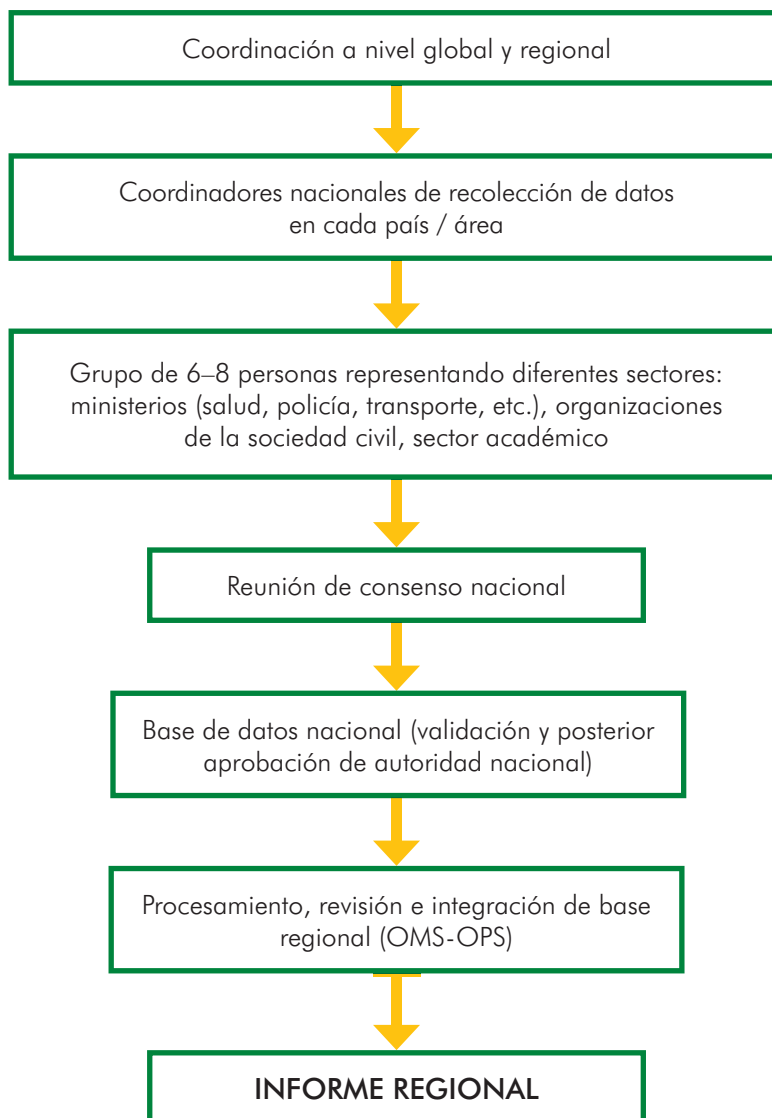 Coordinación a nivel global y regional
Coordinadores nacionales de recolección de datos
en cada país / área
Grupo de 6–8 personas representando diferentes sectores:
ministerios (salud, policía, transporte, etc.), organizaciones
de la sociedad civil, sector académico
Reunión de consenso nacional
Base de datos nacional (validación y posterior
aprobación de autoridad nacional)
Procesamiento, revisión e integración de base
regional (OMS-OPS)
INFORME REGIONAL